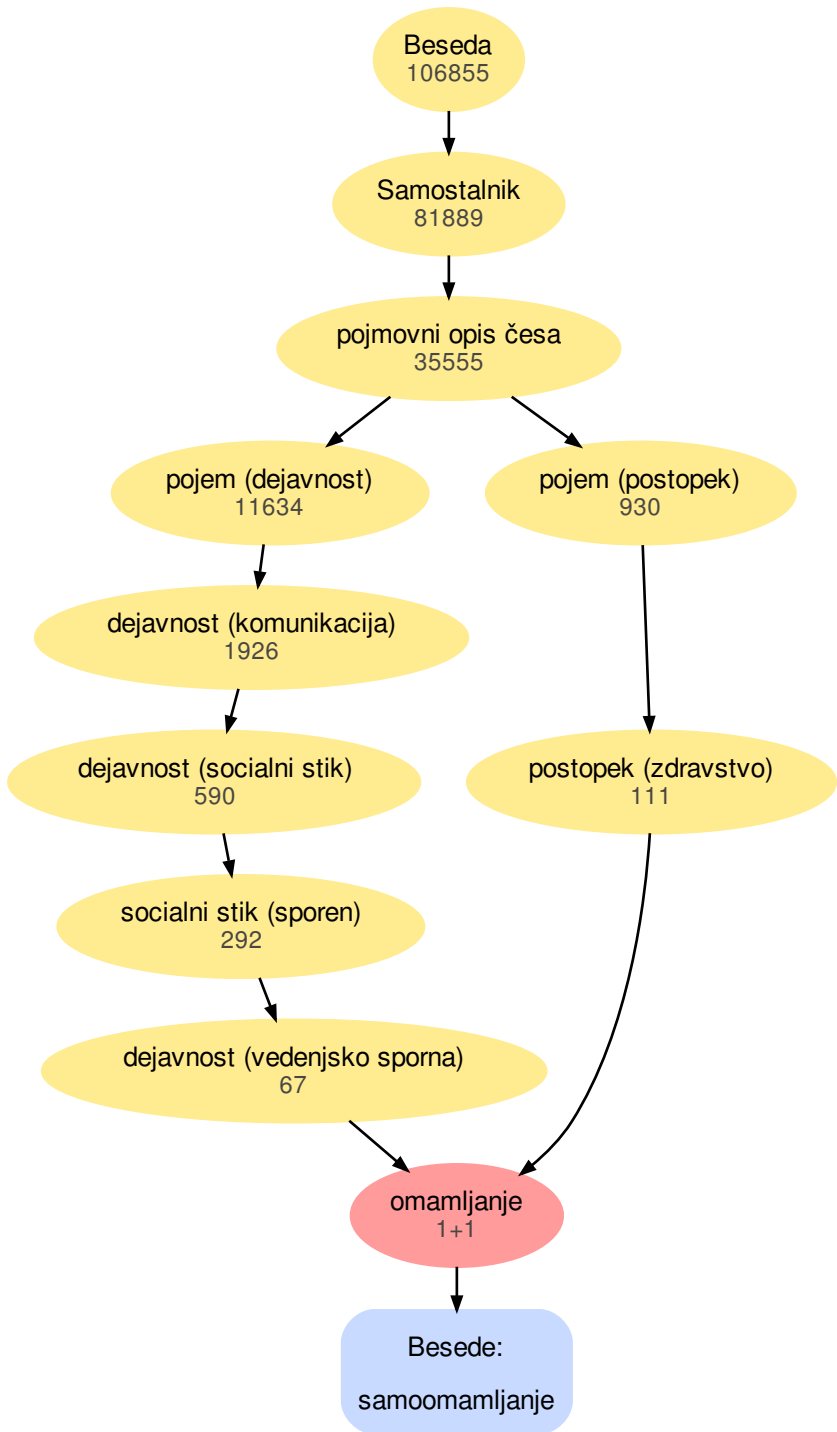 Beseda
106855
Samostalnik
81889
pojmovni opis česa
35555
pojem (dejavnost)
11634
pojem (postopek)
930
dejavnost (komunikacija)
1926
dejavnost (socialni stik)
590
postopek (zdravstvo)
111
socialni stik (sporen)
292
dejavnost (vedenjsko sporna)
67
omamljanje
1+1
Besede:
samoomamljanje